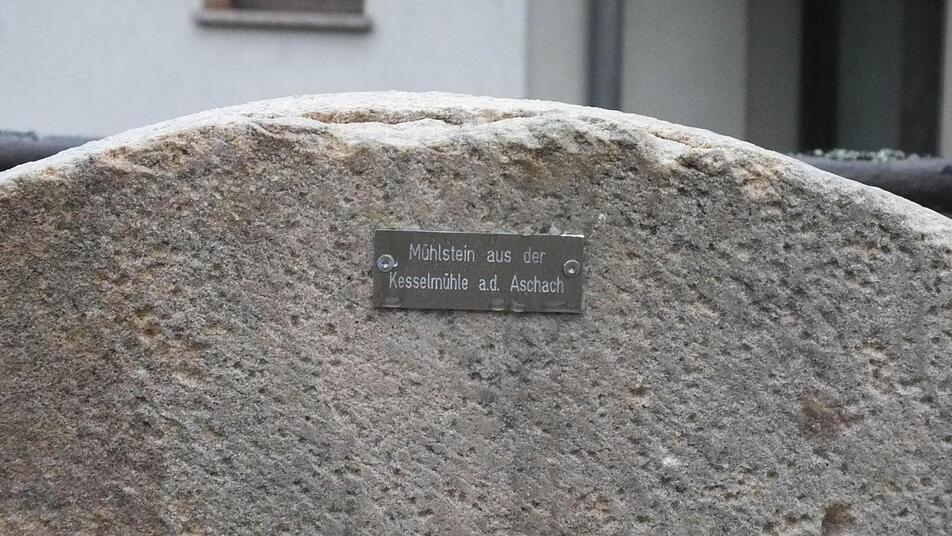 Mühlstein aus der
Kesselmühle a.d. Aschach